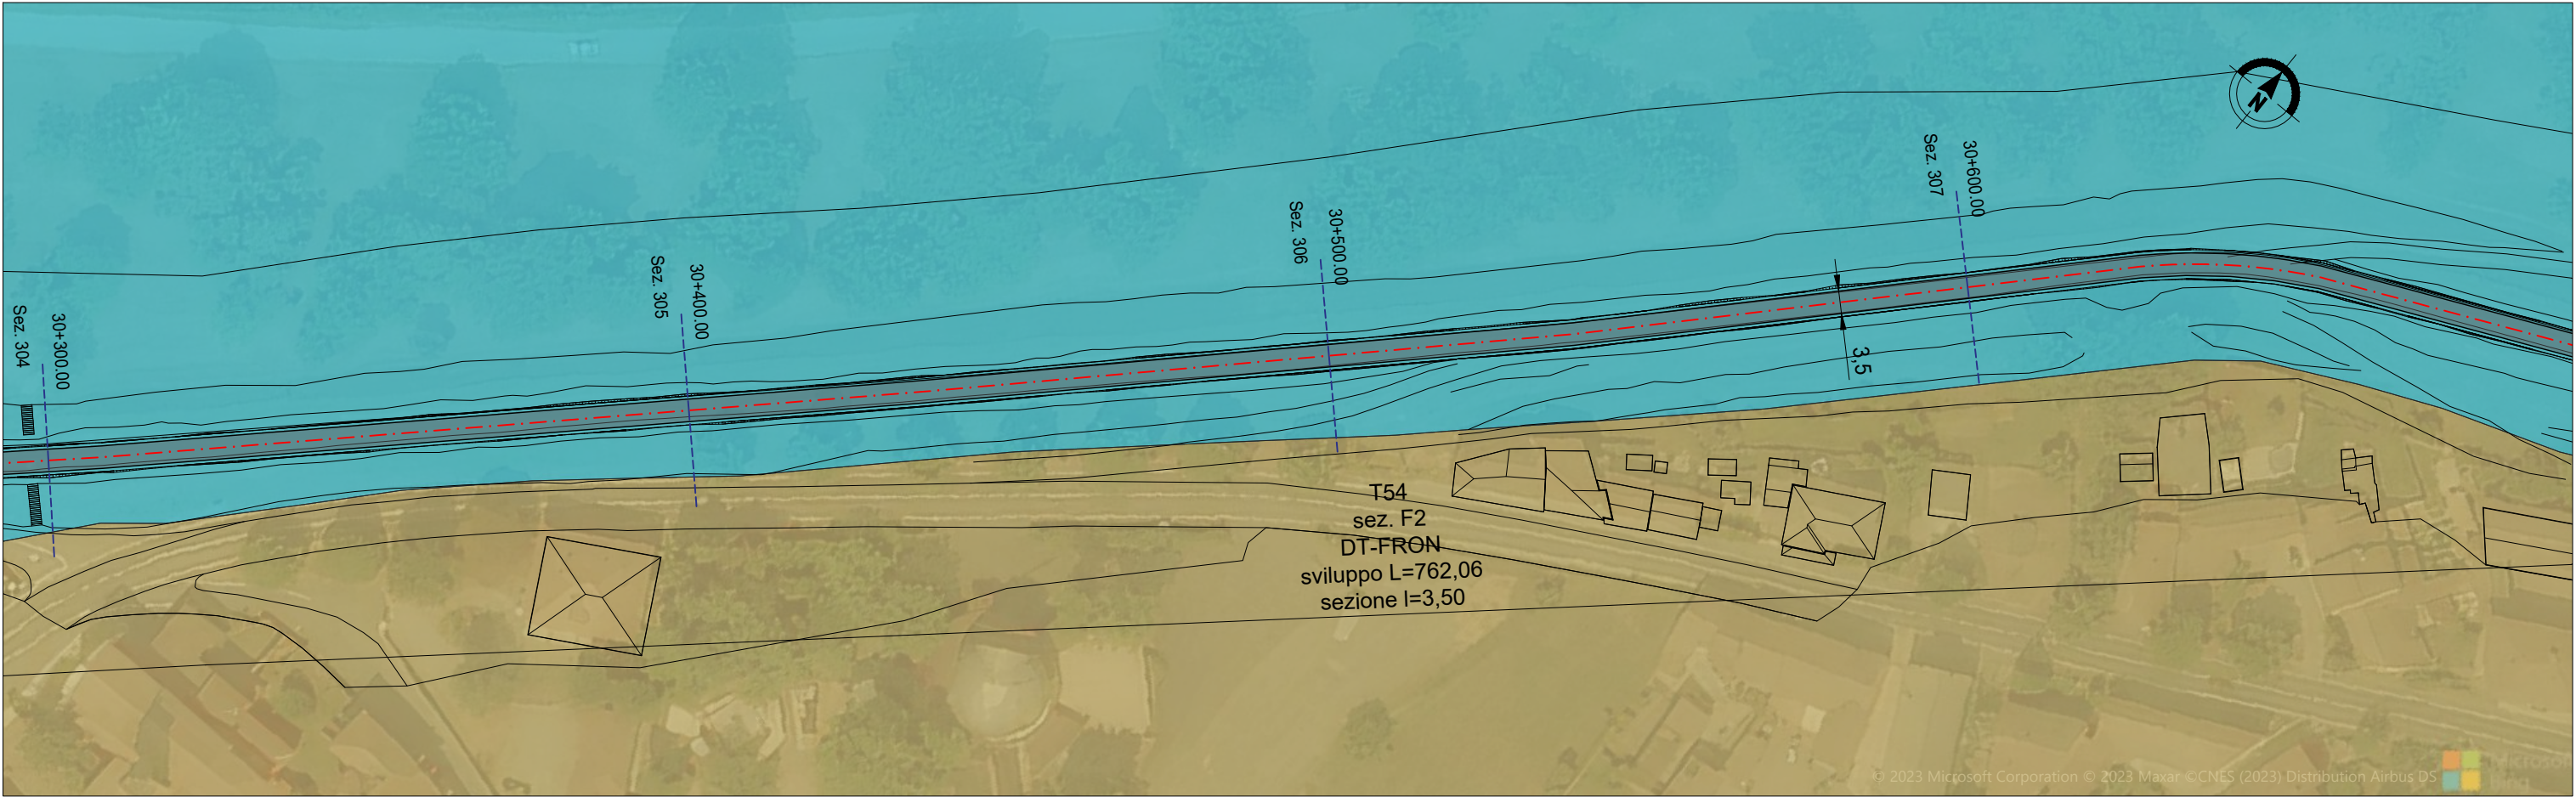 Sez. 304
30+300.00
Sez. 305
30+400.00
Sez. 306
30+500.00
Sez. 307
30+600.00
N
3,5
T54
sez. F2
DT-FRON
sviluppo L=762,06
sezione l=3,50
© 2023 Microsoft Corporation © 2023 Maxar ©CNES (2023) Distribution Airbus DS
Microsoft
Bing